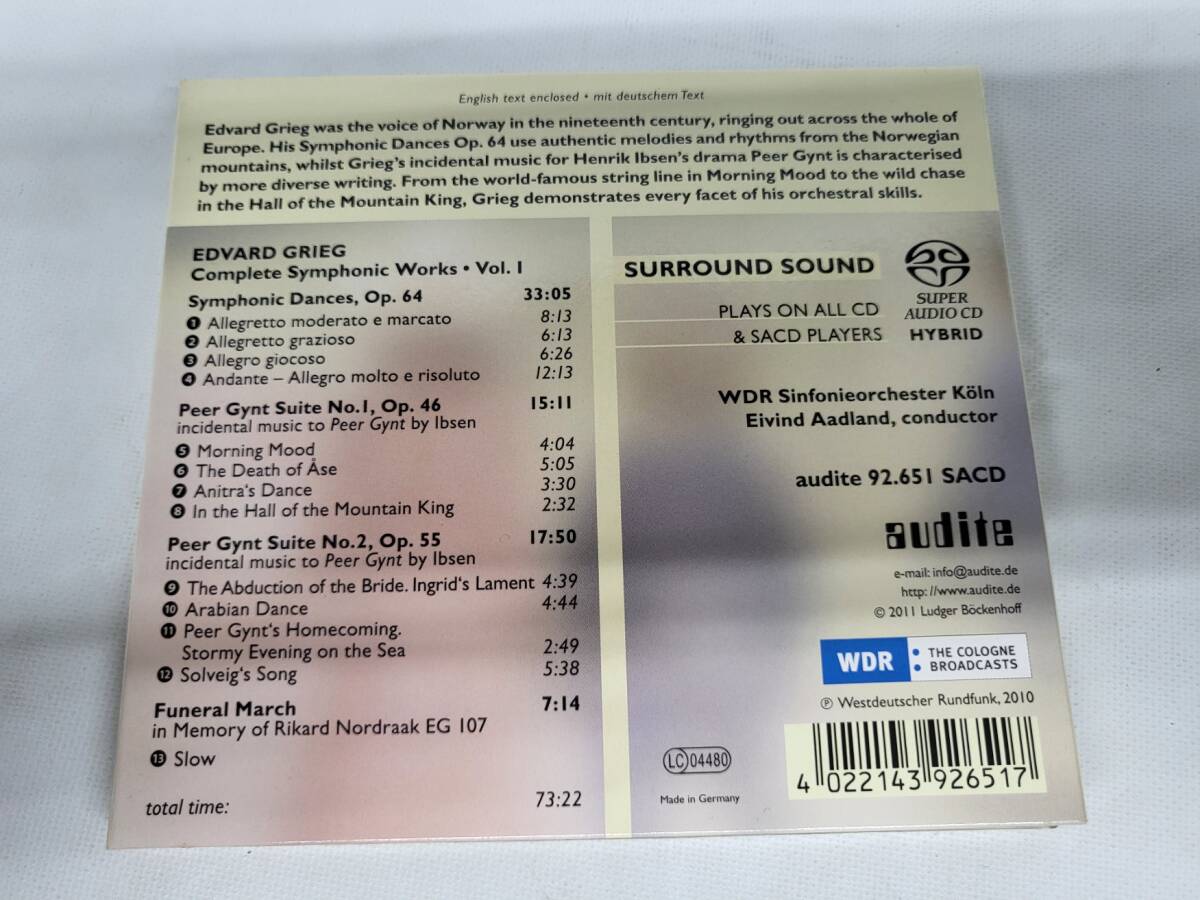 English text enclosed • mit deutschem Text
Edvard Grieg was the voice of Norway in the nineteenth century, ringing out across the whole of
Europe. His Symphonic Dances Op. 64 use authentic melodies and rhythms from the Norwegian
mountains, whilst Grieg's incidental music for Henrik Ibsen's drama Peer Gynt is characterised
by more diverse writing. From the world-famous string line in Morning Mood to the wild chase
in the Hall of the Mountain King, Grieg demonstrates every facet of his orchestral skills.
EDVARD GRIEG
Complete Symphonic Works • Vol. I
Symphonic Dances, Op. 64 33:05
1 Allegretto moderato e marcato 8:13
2 Allegretto grazioso 6:13
3 Allegro giocoso 6:26
4 Andante – Allegro molto e risoluto 12:13
Peer Gynt Suite No.1, Op. 46 15:11
incidental music to Peer Gynt by Ibsen
5 Morning Mood 4:04
6 The Death of Åse 5:05
7 Anitra's Dance 3:30
8 In the Hall of the Mountain King 2:32
Peer Gynt Suite No.2, Op. 55 17:50
incidental music to Peer Gynt by Ibsen
9 The Abduction of the Bride. Ingrid's Lament 4:39
10 Arabian Dance 4:44
11 Peer Gynt's Homecoming.
Stormy Evening on the Sea 2:49
12 Solveig's Song 5:38
Funeral March 7:14
in Memory of Rikard Nordraak EG 107
13 Slow
total time: 73:22
SURROUND SOUND
PLAYS ON ALL CD
& SACD PLAYERS
SUPER
AUDIO CD
HYBRID
WDR Sinfonieorchester Köln
Eivind Aadland, conductor
audite 92.651 SACD
audite
e-mail: info@audite.de
http://www.audite.de
© 2011 Ludger Böckenhoff
WDR: THE COLOGNE
BROADCASTS
℗ Westdeutscher Rundfunk, 2010
LC 04480
Made in Germany
4 022143 926517